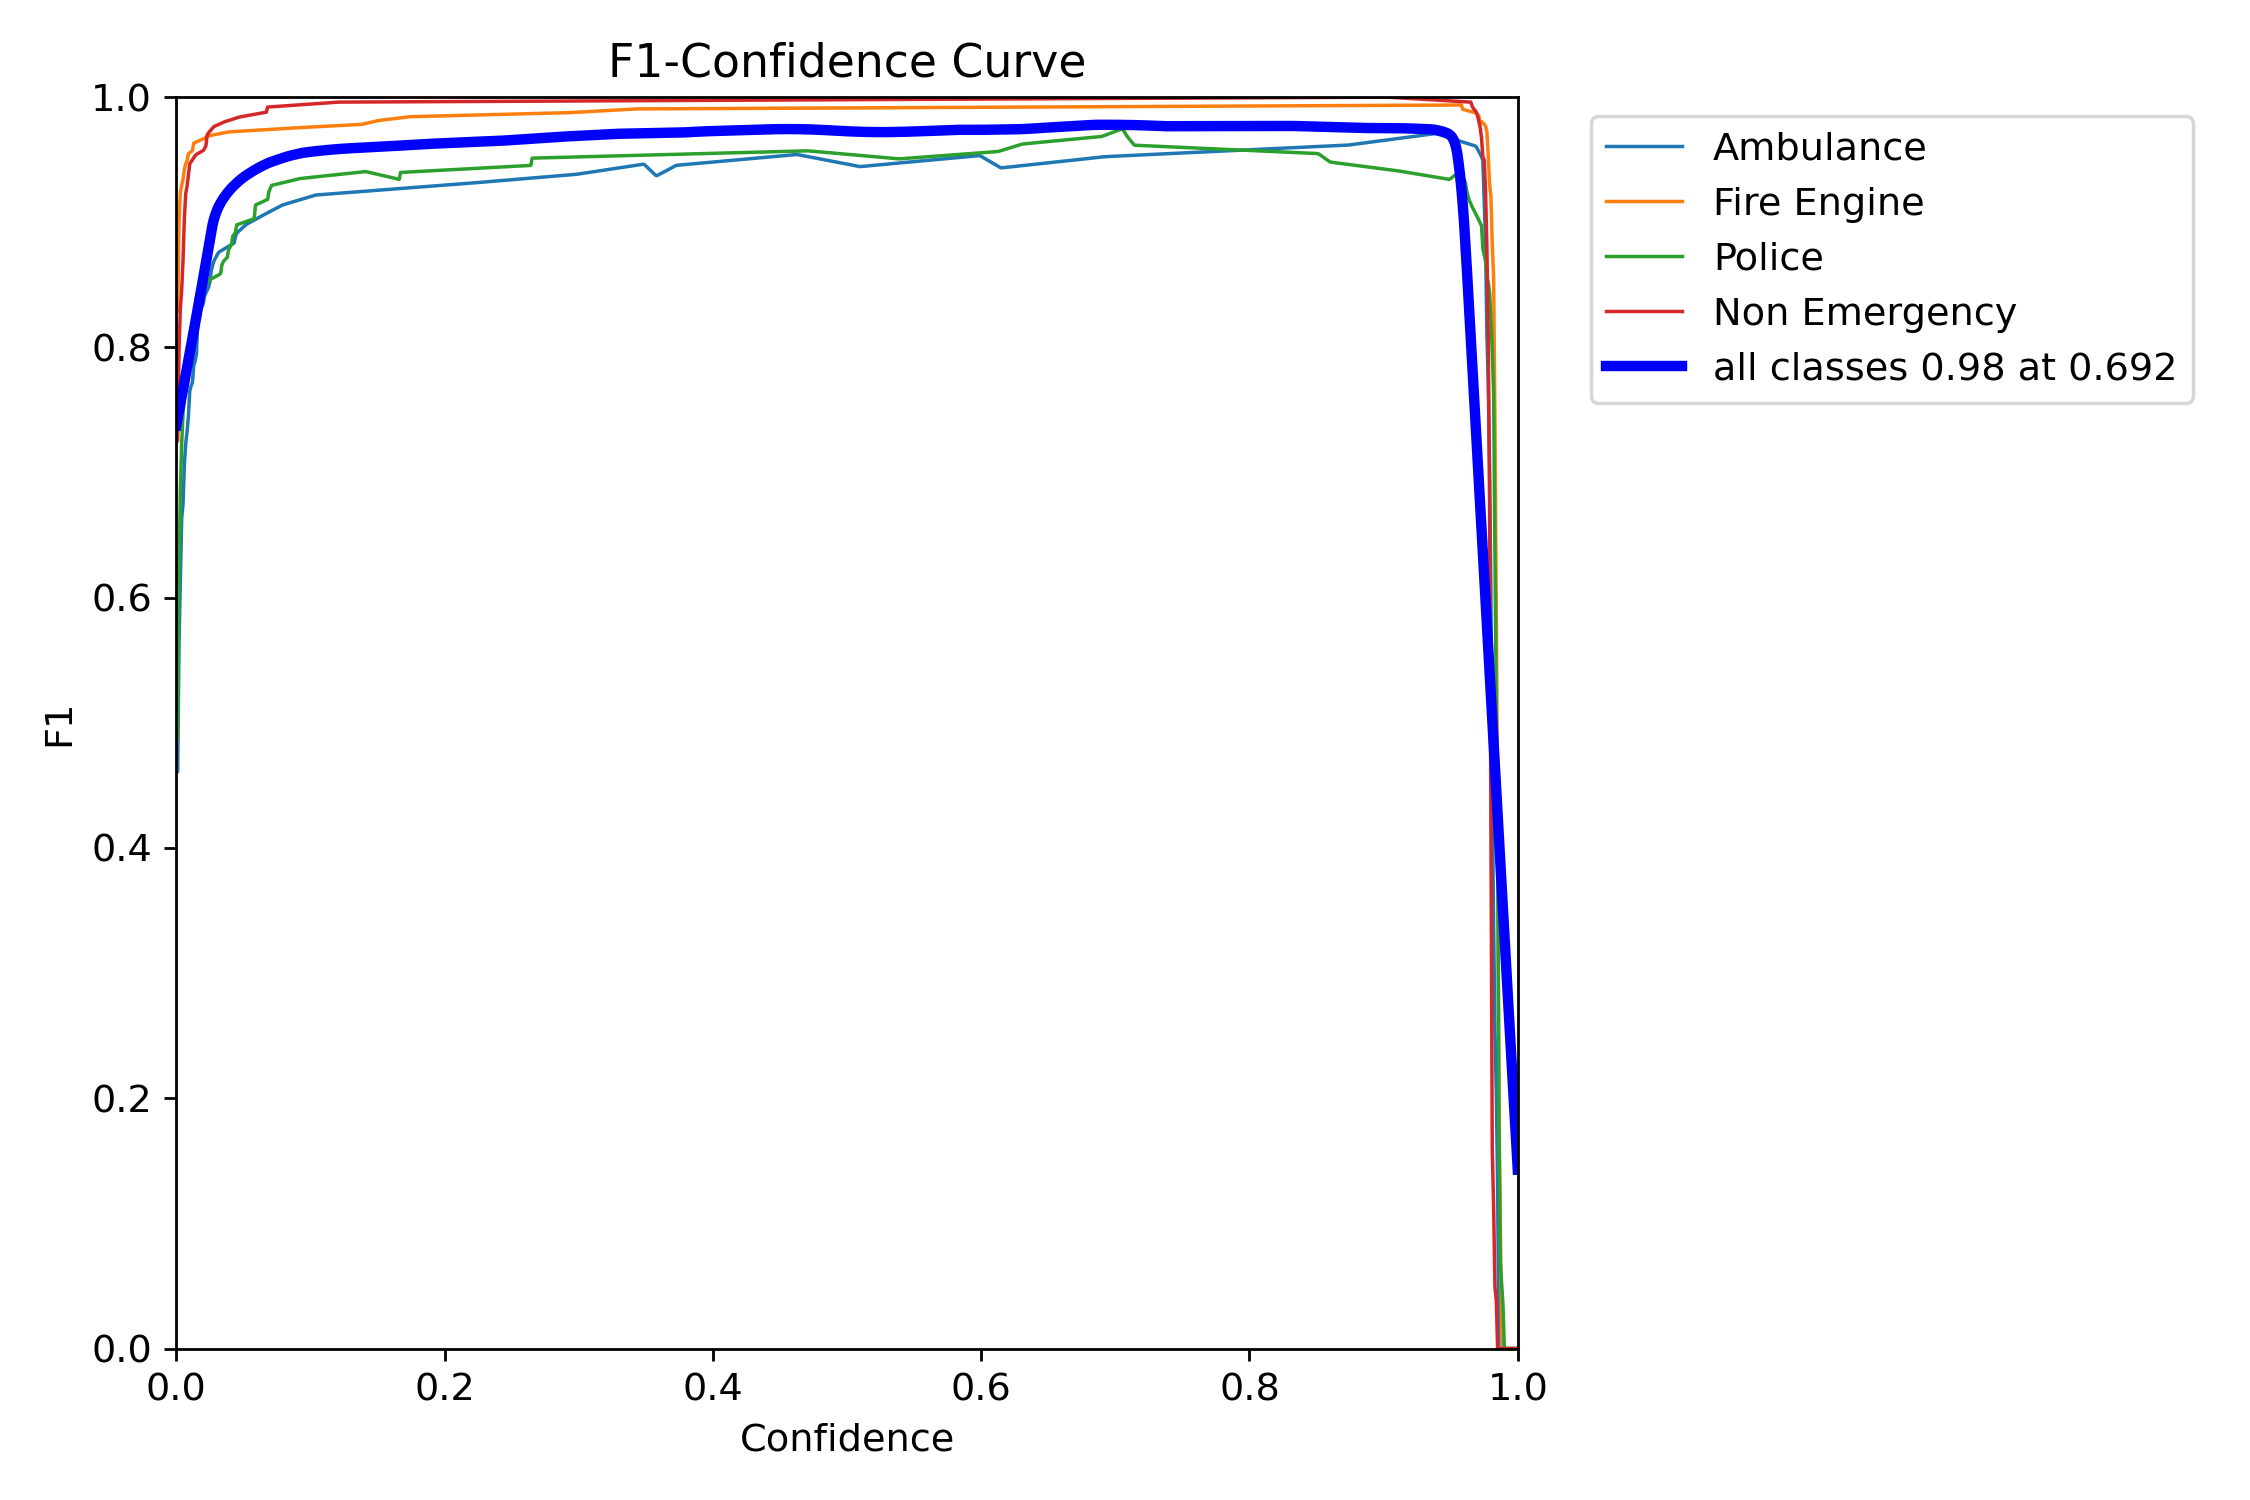 F1-Confidence Curve
1.0
0.8
0.6
0.4
0.2
0.0
F1
0.0 0.2 0.4 0.6 0.8 1.0
Confidence
Ambulance
Fire Engine
Police
Non Emergency
all classes 0.98 at 0.692